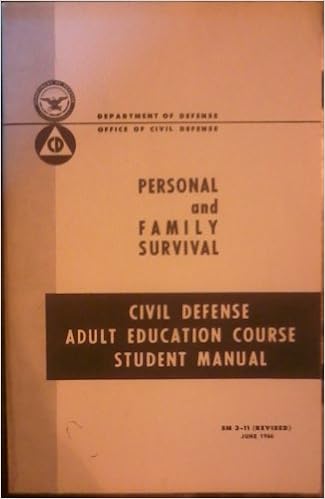 DEPARTMENT OF DEFENSE
OFFICE OF CIVIL DEFENSE
CD
PERSONAL
and
FAMILY
SURVIVAL
CIVIL DEFENSE
ADULT EDUCATION COURSE
STUDENT MANUAL
SM 3-11 (REVISED)
JUNE 1966